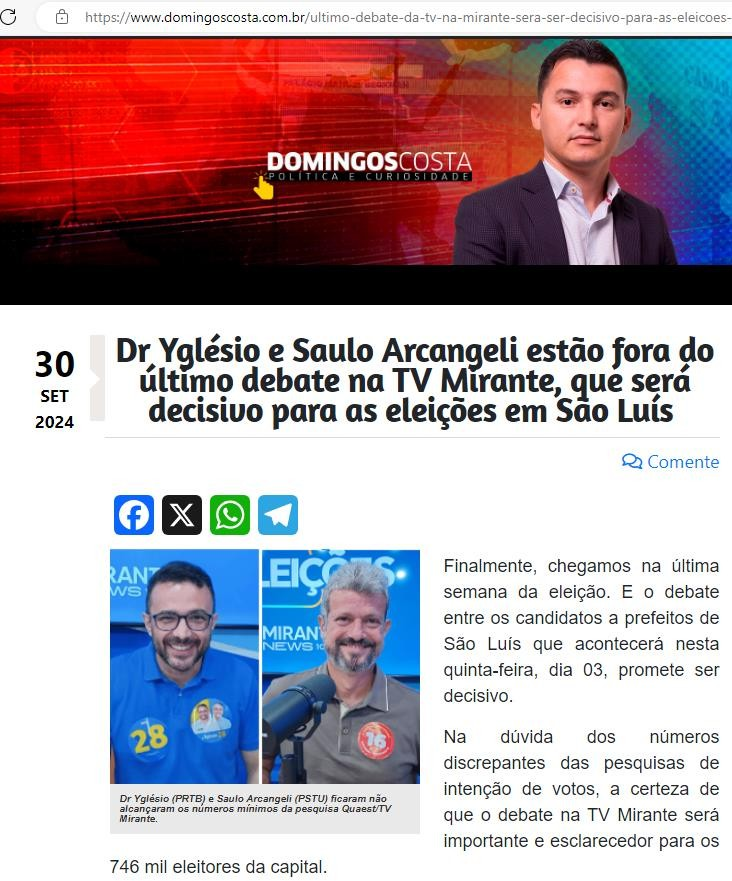 https://www.domingoscosta.com.br/ultimo-debate-da-tv-na-mirante-sera-ser-decisivo-para-as-eleicoes-
DOMINGOSCOSTA
POLÍTICA E CURIOSIDADE
30
SET
2024
Dr Yglésio e Saulo Arcangeli estão fora do
último debate na TV Mirante, que será
decisivo para as eleições em São Luís
Comente
RANT
WS 10
28
LEIÇÕES
MIRAN
NEWS 10
16
Dr Yglésio (PRTB) e Saulo Arcangeli (PSTU) ficaram não
alcançaram os números mínimos da pesquisa Quaest/TV
Mirante.
Finalmente, chegamos na última
semana da eleição. E o debate
entre os candidatos a prefeitos de
São Luís que acontecerá nesta
quinta-feira, dia 03, promete ser
decisivo.
Na dúvida dos números
discrepantes das pesquisas de
intenção de votos, a certeza de
que o debate na TV Mirante será
importante e esclarecedor para os
746 mil eleitores da capital.